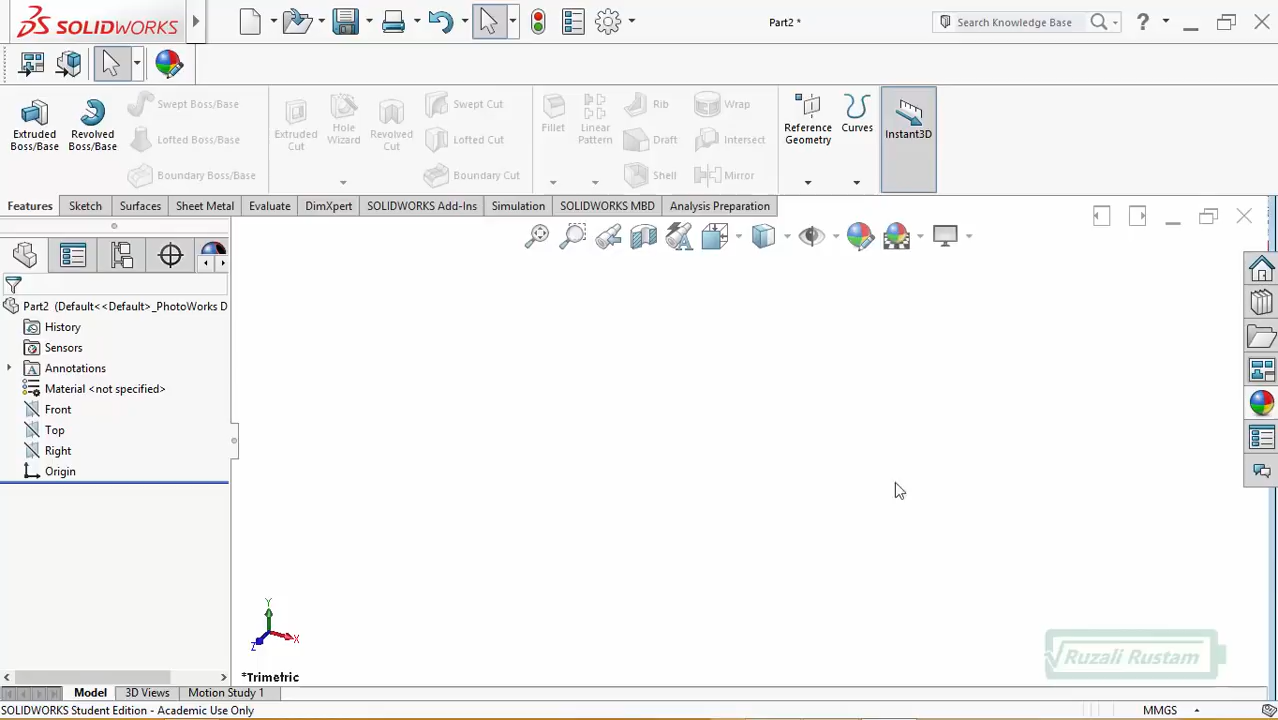 SOLIDWORKS
Part2 *
Search Knowledge Base
?
Extruded Boss/Base
Revolved Boss/Base
Swept Boss/Base
Lofted Boss/Base
Boundary Boss/Base
Extruded Cut
Hole Wizard
Revolved Cut
Swept Cut
Lofted Cut
Boundary Cut
Fillet
Linear Pattern
Rib
Draft
Shell
Wrap
Intersect
Mirror
Reference Geometry
Curves
Instant3D
Features
Sketch
Surfaces
Sheet Metal
Evaluate
DimXpert
SOLIDWORKS Add-Ins
Simulation
SOLIDWORKS MBD
Analysis Preparation
Part2 (Default<<Default>_PhotoWorks D
History
Sensors
Annotations
Material <not specified>
Front
Top
Right
Origin
Y
X
Z
*Trimetric
Ruzali Rustam
Model
3D Views
Motion Study 1
SOLIDWORKS Student Edition - Academic Use Only
MMGS